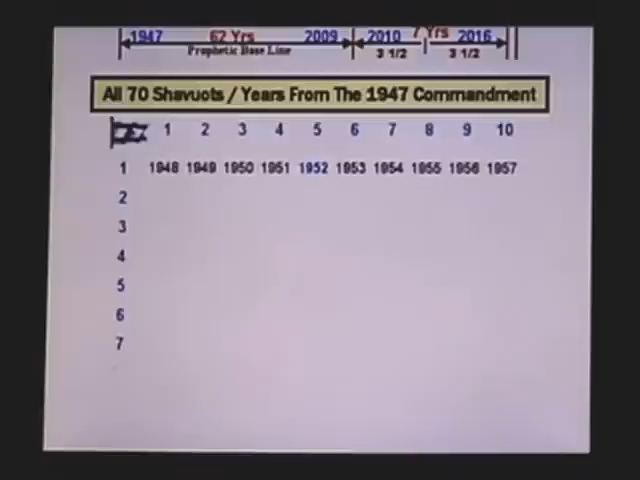 1947 62 Yrs 2009 2010 7 Yrs 2016
Prophetic Base Line 3 1/2 3 1/2
All 70 Shavuots / Years From The 1947 Commandment
1 2 3 4 5 6 7 8 9 10
1 1948 1949 1950 1951 1952 1953 1954 1955 1956 1957
2
3
4
5
6
7